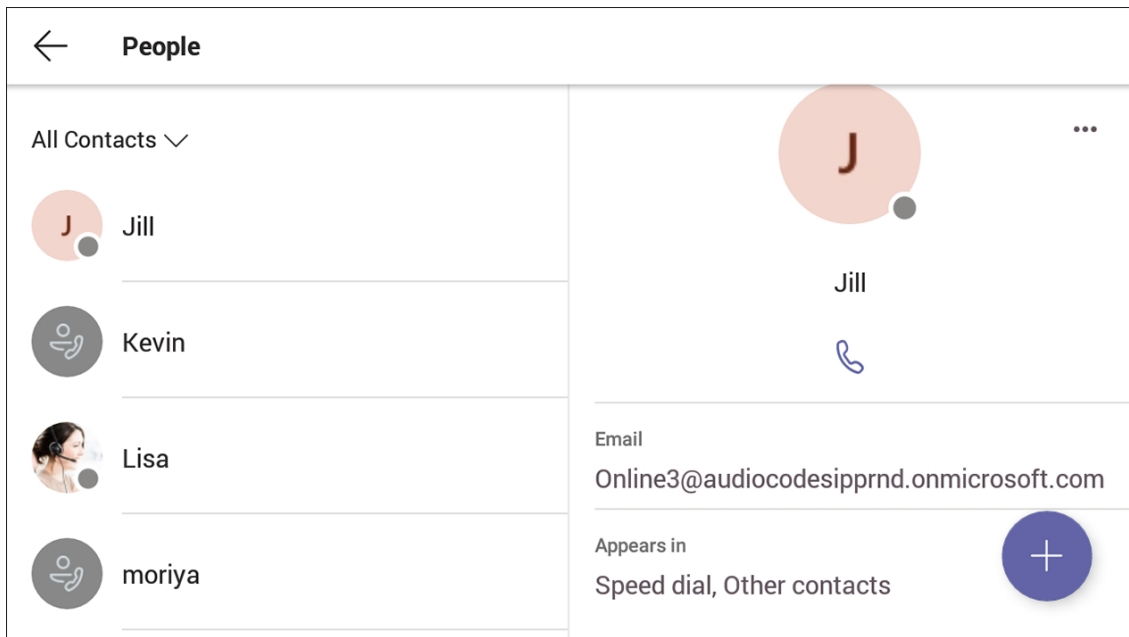 People
All Contacts
J
Jill
Kevin
Lisa
moriya
J
Jill
Email
Online3@audiocodesipprnd.onmicrosoft.com
Appears in
Speed dial, Other contacts